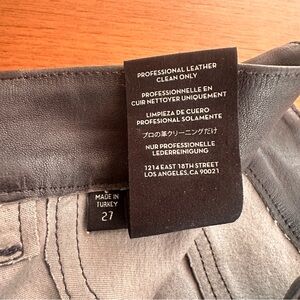 PROFESSIONAL LEATHER
CLEAN ONLY
PROFESSIONNELLE EN
CUIR NETTOYER UNIQUEMENT
LIMPIEZA DE CUERO
PROFESIONAL SOLAMENTE
プロの革クリーニングだけ
NUR PROFESSIONELLE
LEDERREINIGUNG
1214 EAST 18TH STREET
LOS ANGELES, CA 90021
MADE IN
TURKEY
27